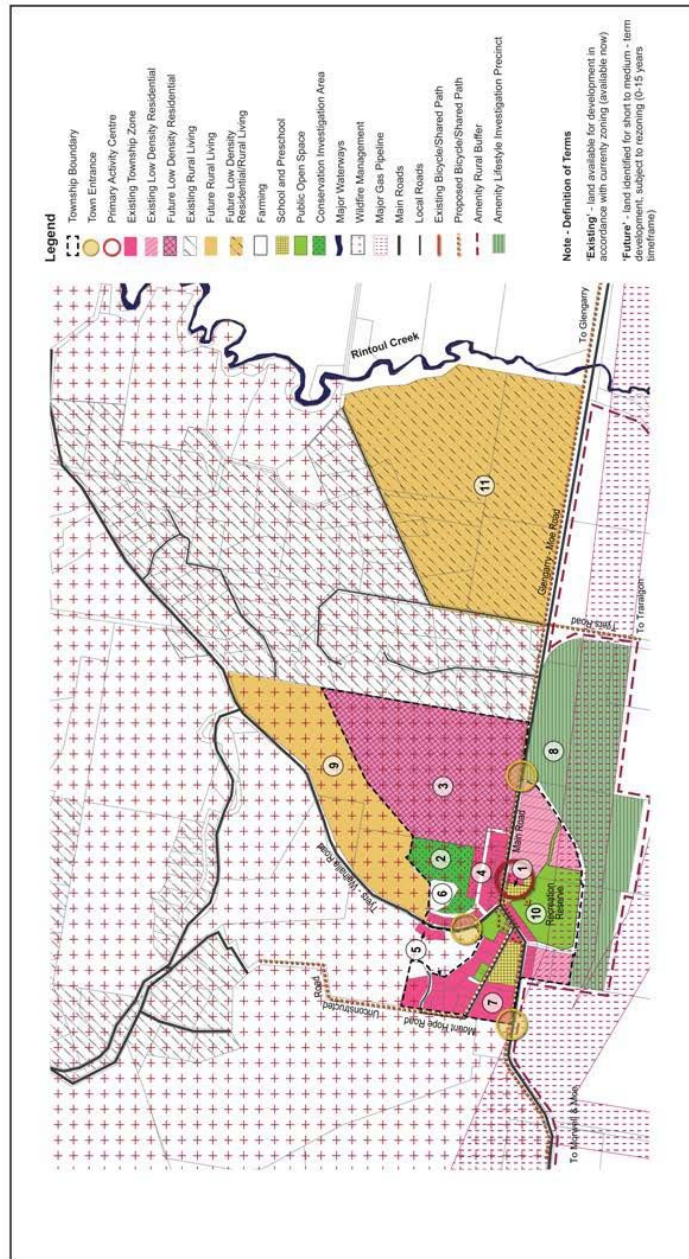 Legend
Township Boundary
Town Entrance
Primary Activity Centre
Existing Township Zone
Existing Low Density Residential
Future Low Density Residential
Existing Rural Living
Future Rural Living
Future Low Density
Residential/Rural Living
Farming
School and Preschool
Public Open Space
Conservation Investigation Area
Major Waterways
Wildfire Management
Major Gas Pipeline
Main Roads
Local Roads
Existing Bicycle/Shared Path
Proposed Bicycle/Shared Path
Amenity Rural Buffer
Amenity Lifestyle Investigation Precinct
Note - Definition of Terms
'Existing' - land available for development in
accordance with currently zoning (available now)
'Future' - land identified for short to medium - term
development, subject to rezoning (0-15 years
timeframe)
Rintoul Creek
To Glengarry
11
Glengarry - Moe Road
Tyers Road
To Traralgon
9
3
8
Tyers - Walhalla Road
2
6
4
Main Road
1
5
10
Recreation
Reserve
Unconstructed
Road
Mount Hope Road
7
To Morwell & Moe